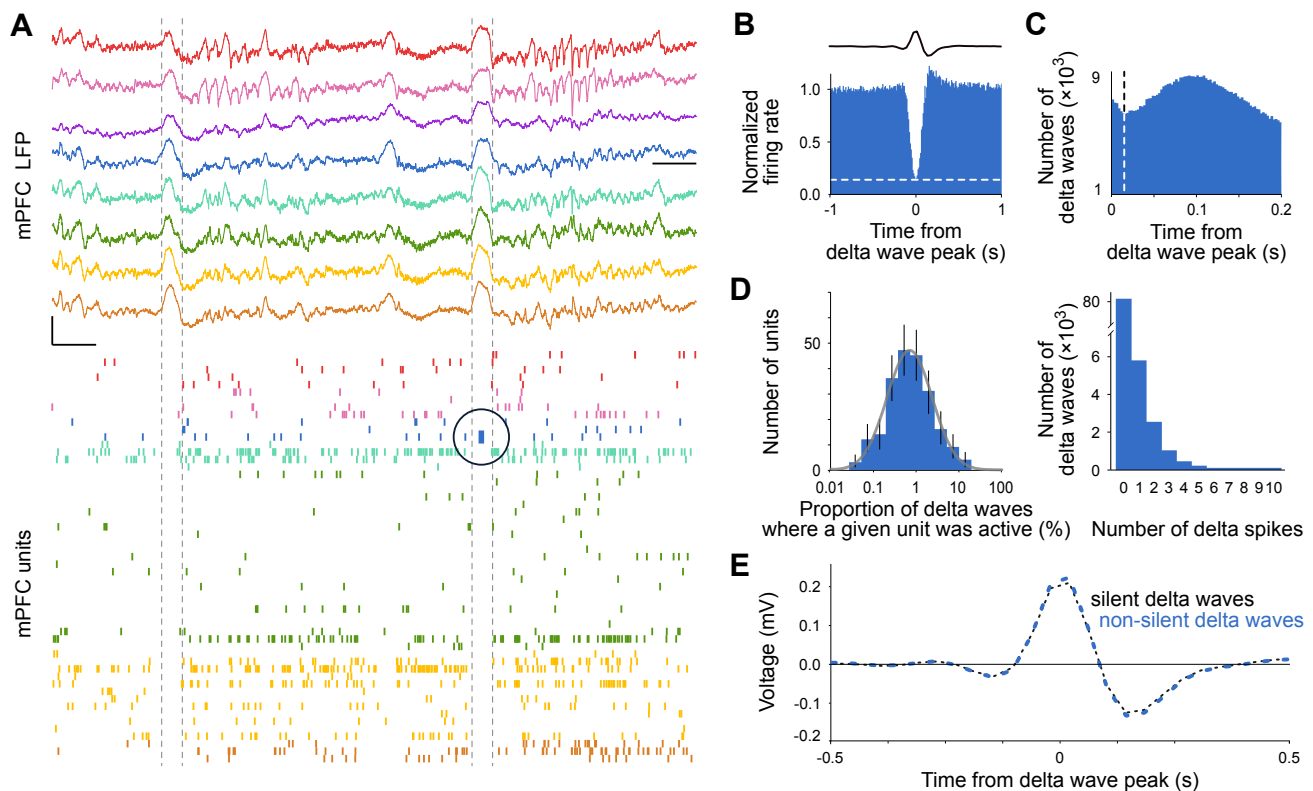 A
mPFC LFP
mPFC units
B
Normalized
firing rate
1.0
0.5
0.0
-1
0
1
Time from
delta wave peak (s)
C
Number of
delta waves (×10³)
9
1
0
0.1
0.2
Time from
delta wave peak (s)
D
Number of units
50
0
0.01
0.1
1
10
100
Proportion of delta waves
where a given unit was active (%)
Number of
delta waves (×10³)
80
6
4
2
0
0 1 2 3 4 5 6 7 8 9 10
Number of delta spikes
E
Voltage (mV)
0.2
0.1
0.0
-0.1
-0.2
silent delta waves
non-silent delta waves
-0.5
0
0.5
Time from delta wave peak (s)